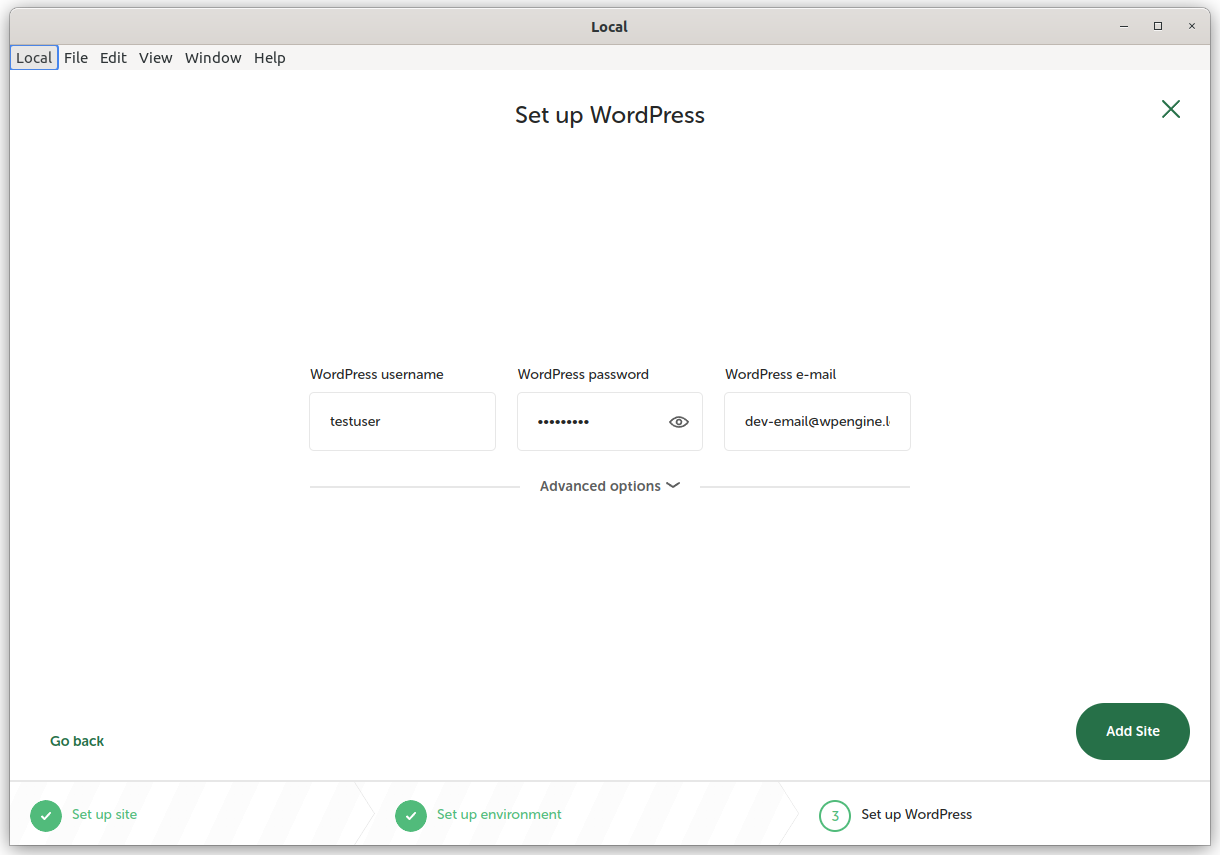 Local
Local File Edit View Window Help
Set up WordPress
WordPress username WordPress password WordPress e-mail
testuser ••••••••• dev-email@wpengine.l
Advanced options
Add Site
Go back
Set up site Set up environment 3 Set up WordPress